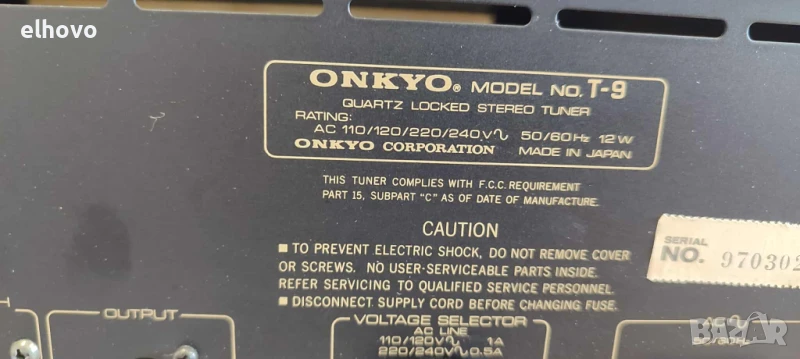 elhovo
ONKYO® MODEL NO. T-9
QUARTZ LOCKED STEREO TUNER
RATING:
AC 110/120/220/240V∿ 50/60Hz 12W
ONKYO CORPORATION MADE IN JAPAN
THIS TUNER COMPLIES WITH F.C.C. REQUIREMENT
PART 15, SUBPART "C" AS OF DATE OF MANUFACTURE.
CAUTION
■ TO PREVENT ELECTRIC SHOCK, DO NOT REMOVE COVER
OR SCREWS. NO USER-SERVICEABLE PARTS INSIDE.
REFER SERVICING TO QUALIFIED SERVICE PERSONNEL.
■ DISCONNECT SUPPLY CORD BEFORE CHANGING FUSE.
SERIAL
NO. 970302
OUTPUT
VOLTAGE SELECTOR
AC LINE
110/120V∿ 1A
220/240V∿ 0.5A
bazar